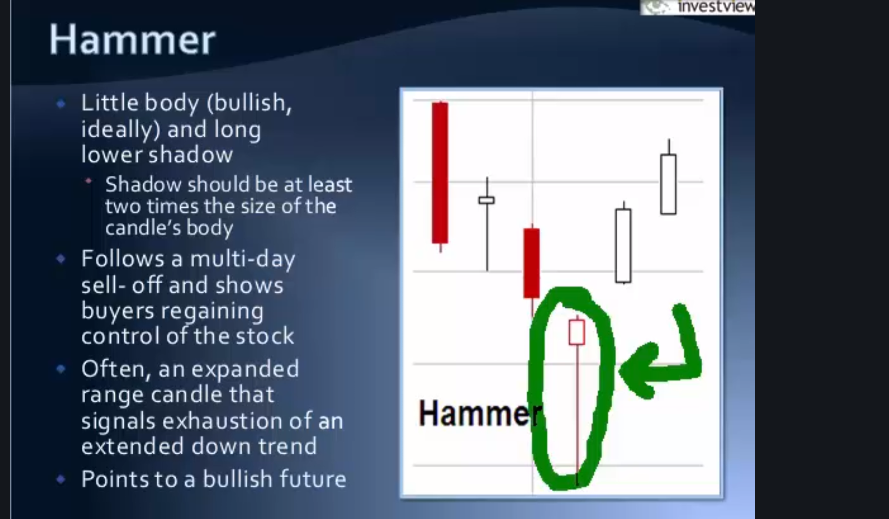 investview
Hammer
Little body (bullish,
ideally) and long
lower shadow
Shadow should be at least
two times the size of the
candle's body
Follows a multi-day
sell- off and shows
buyers regaining
control of the stock
Often, an expanded
range candle that
signals exhaustion of an
extended down trend
Points to a bullish future
Hammer